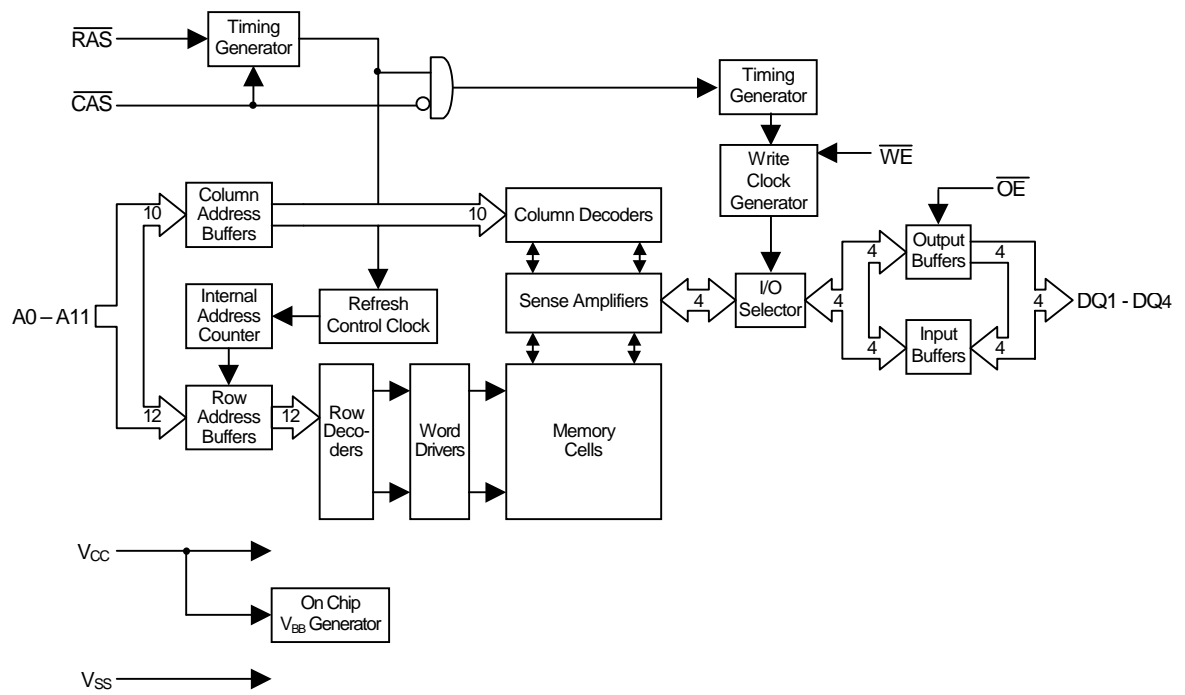 RAS
Timing
Generator
CAS
Timing
Generator
Write
Clock
Generator
WE
OE
10
Column
Address
Buffers
10
Column Decoders
4
Output
Buffers
4
A0 – A11
Internal
Address
Counter
Refresh
Control Clock
Sense Amplifiers
4
I/O
Selector
4
4
DQ1 - DQ4
4
Input
Buffers
4
12
Row
Address
Buffers
12
Row
Deco-
ders
Word
Drivers
Memory
Cells
VCC
On Chip
VBB Generator
VSS